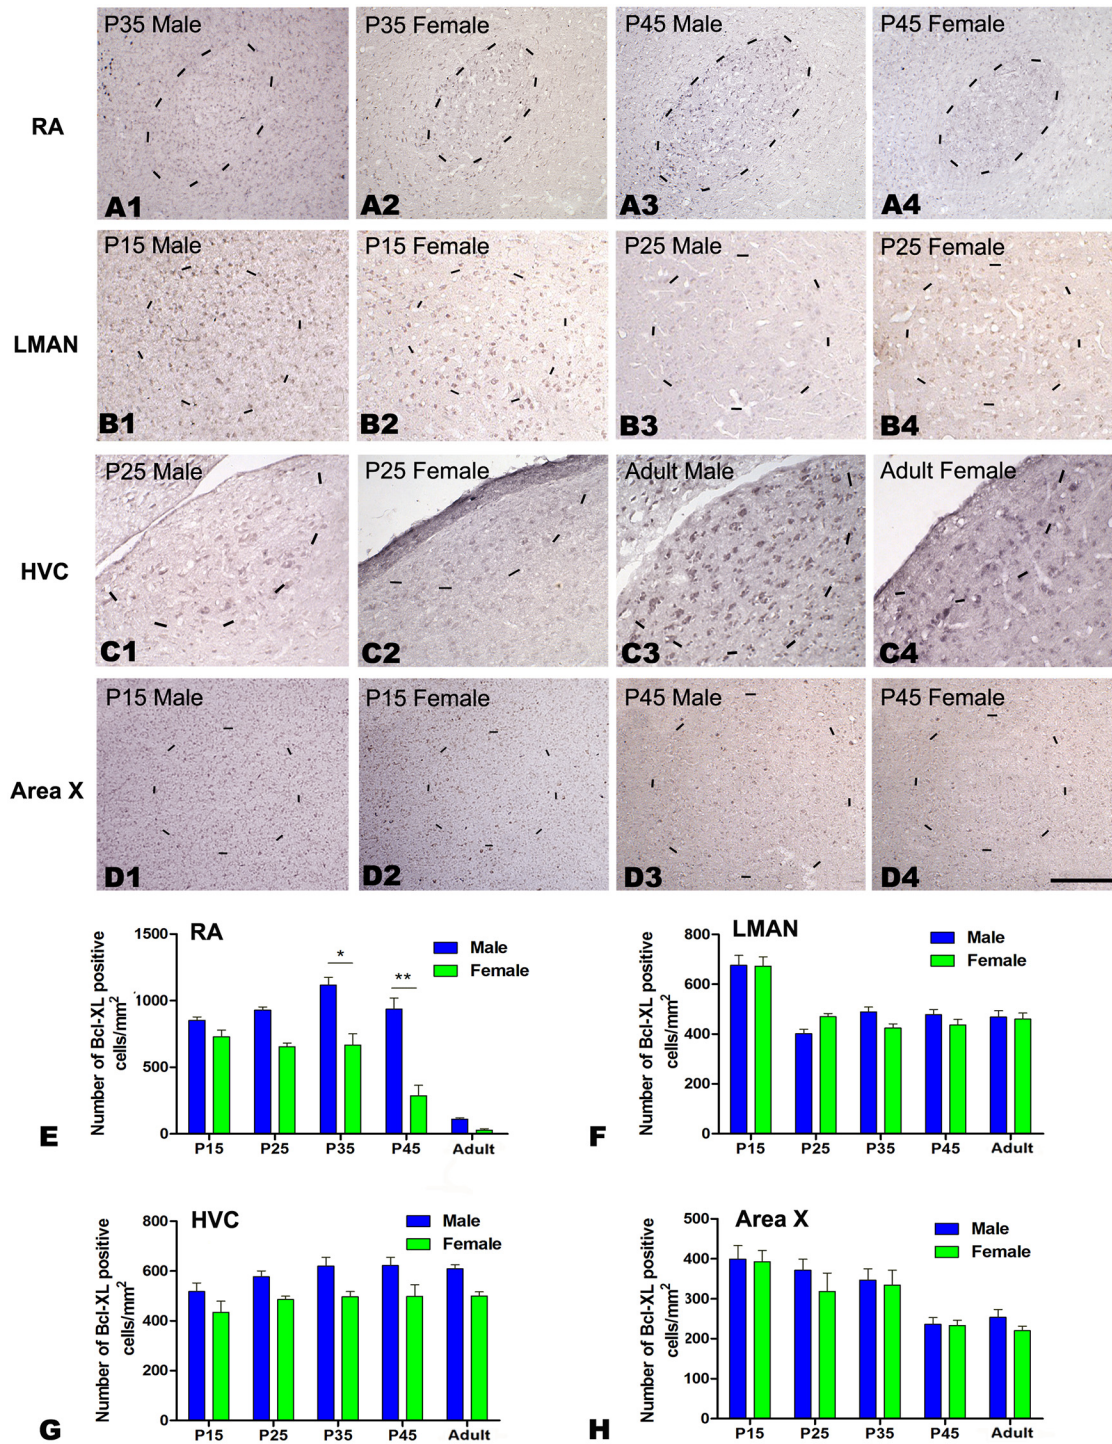 P35 Male P35 Female P45 Male P45 Female
RA
A1 A2 A3 A4
P15 Male P15 Female P25 Male P25 Female
LMAN
B1 B2 B3 B4
P25 Male P25 Female Adult Male Adult Female
HVC
C1 C2 C3 C4
P15 Male P15 Female P45 Male P45 Female
Area X
D1 D2 D3 D4
E
RA
Number of Bcl-XL positive
cells/mm2
1500
1000
500
0
Male
Female
*
**
P15 P25 P35 P45 Adult
F
LMAN
Number of Bcl-XL positive
cells/mm2
800
600
400
200
0
Male
Female
P15 P25 P35 P45 Adult
G
HVC
Number of Bcl-XL positive
cells/mm2
800
600
400
200
0
Male
Female
P15 P25 P35 P45 Adult
H
Area X
Number of Bcl-XL positive
cells/mm2
500
400
300
200
100
0
Male
Female
P15 P25 P35 P45 Adult